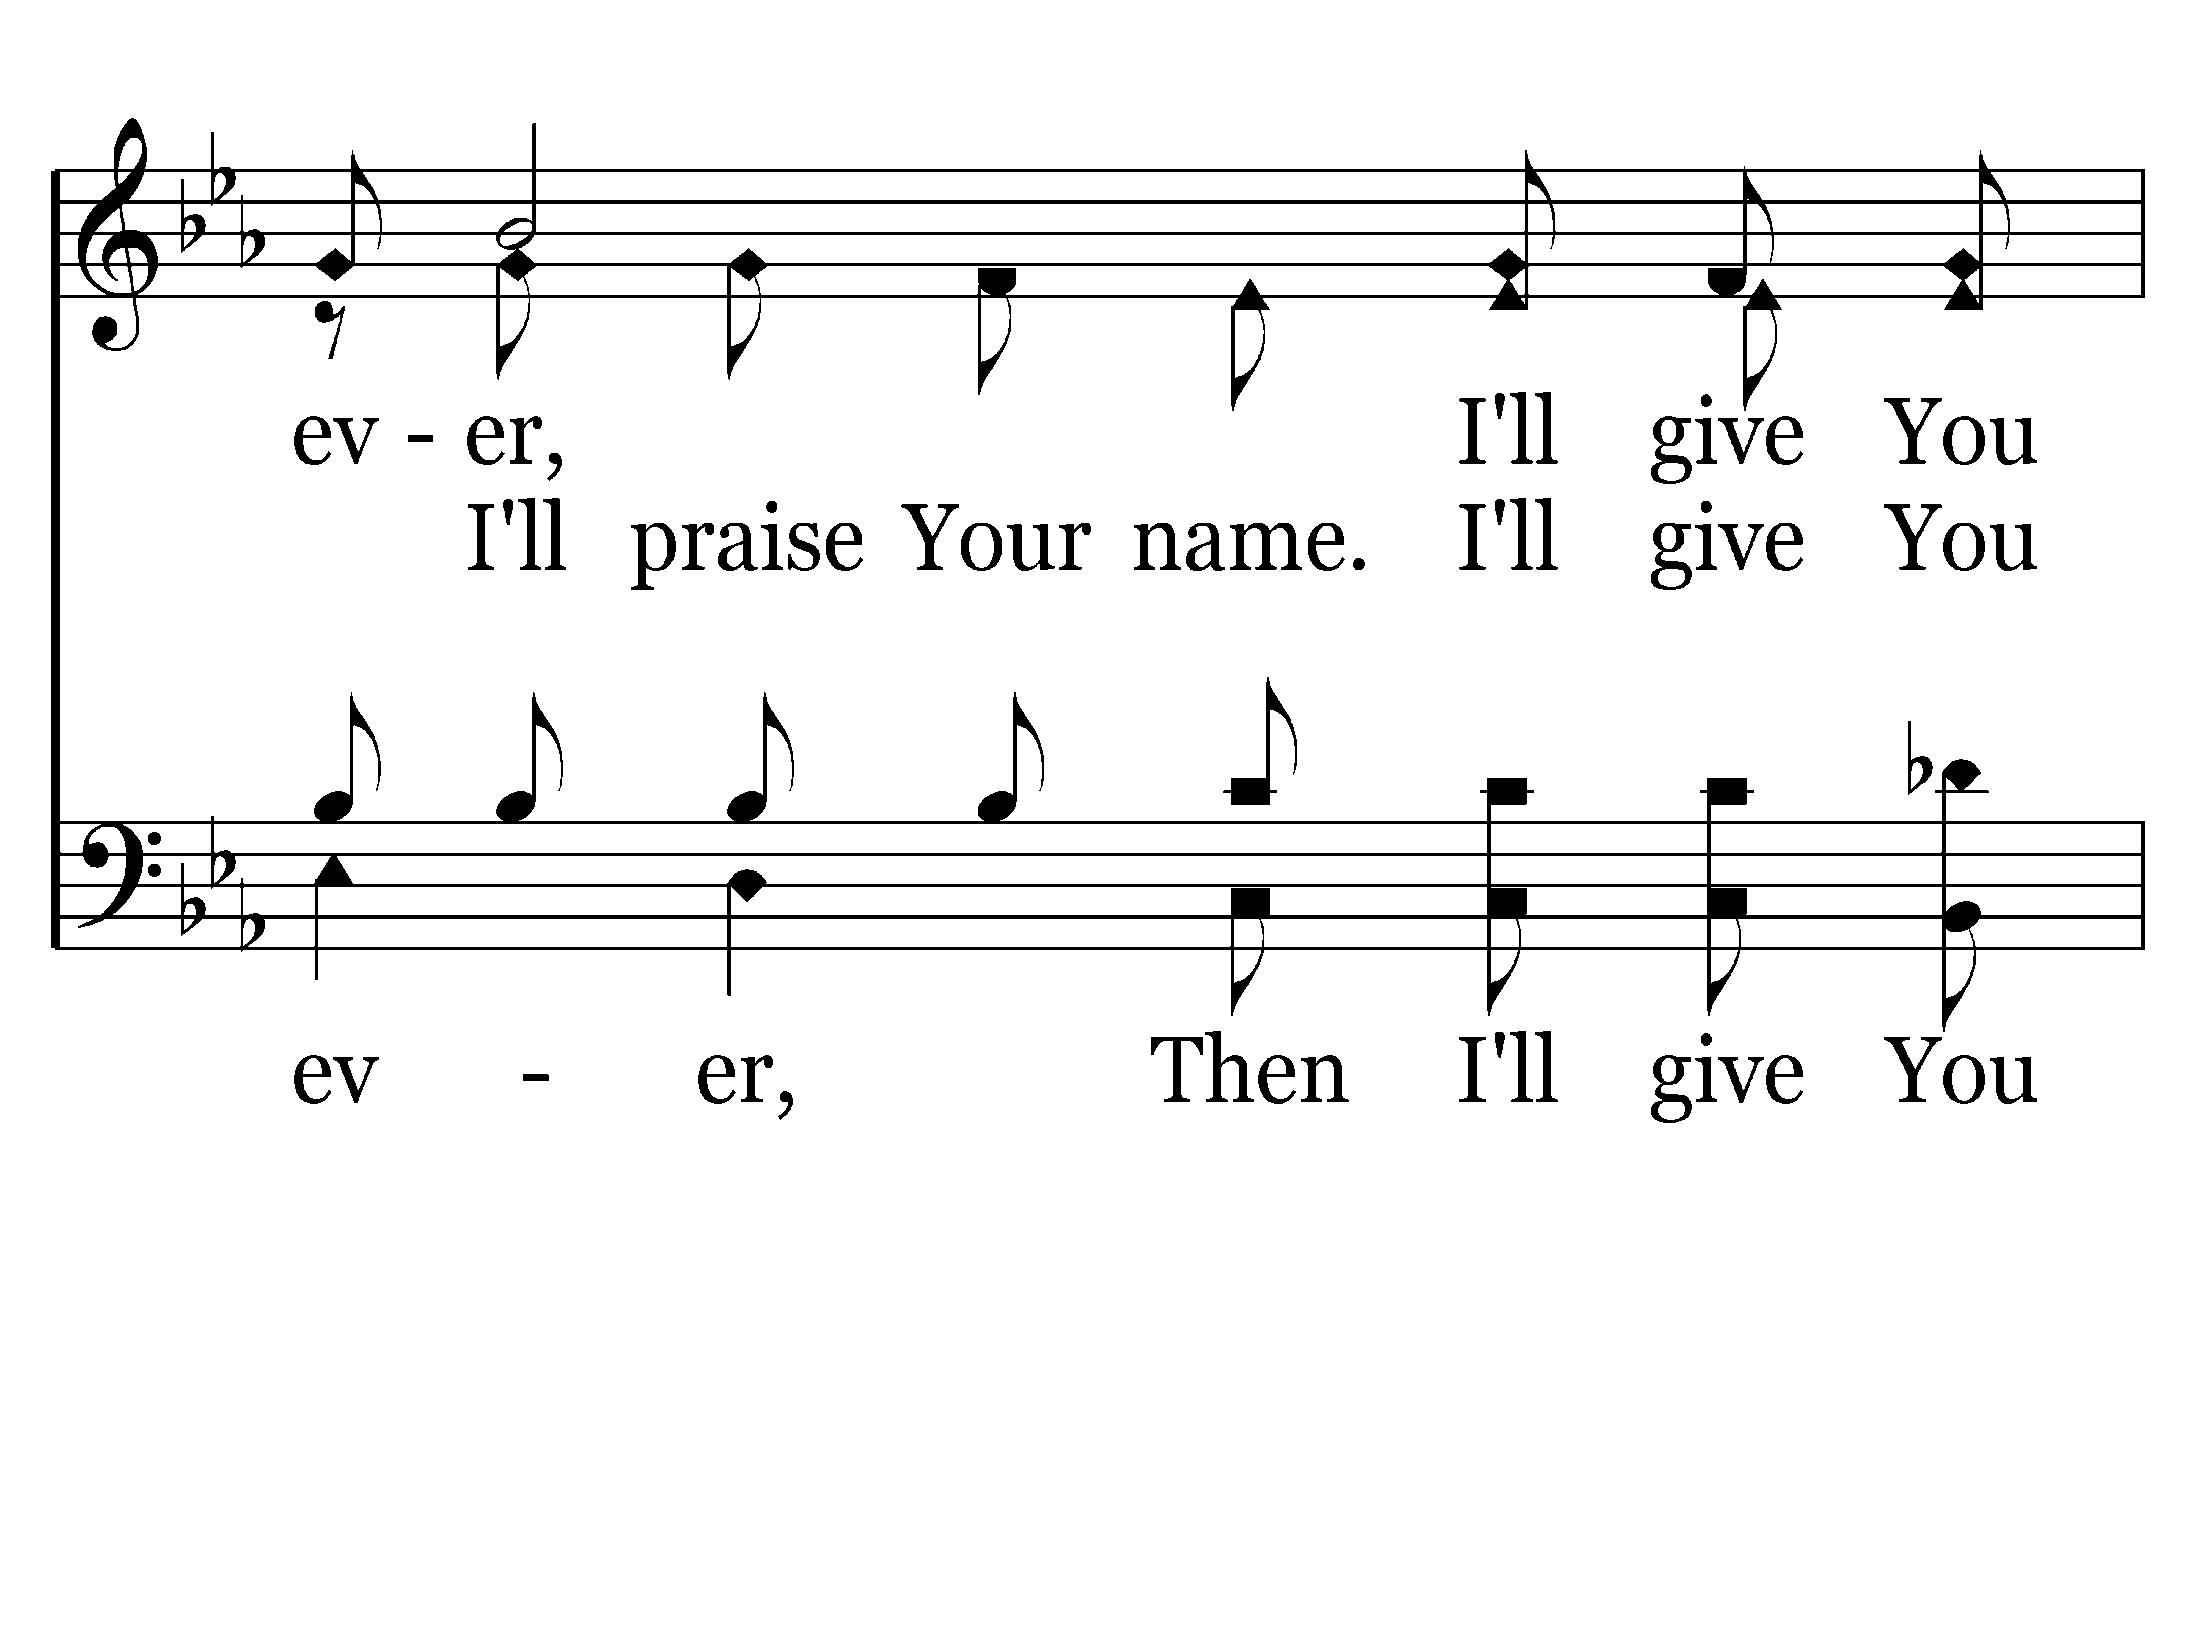 ev - er, I'll give You
I'll praise Your name. I'll give You
ev - er, Then I'll give You